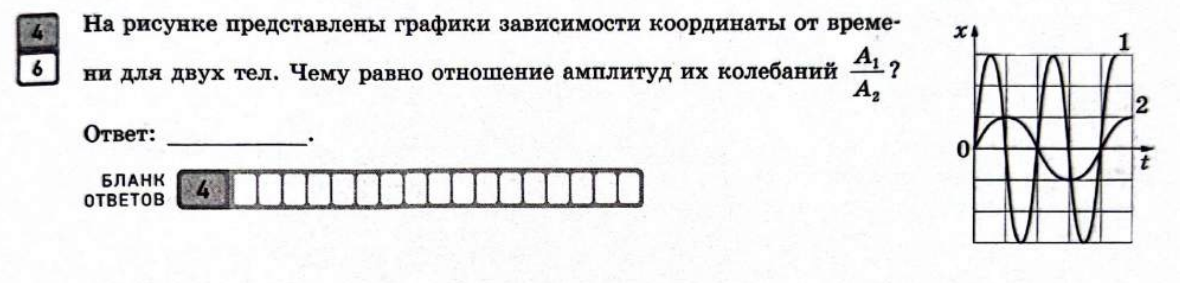 4
6
На рисунке представлены графики зависимости координаты от време-
ни для двух тел. Чему равно отношение амплитуд их колебаний A₁/A₂?
Ответ: ____________.
БЛАНК
ОТВЕТОВ
4
x
1
2
0
t